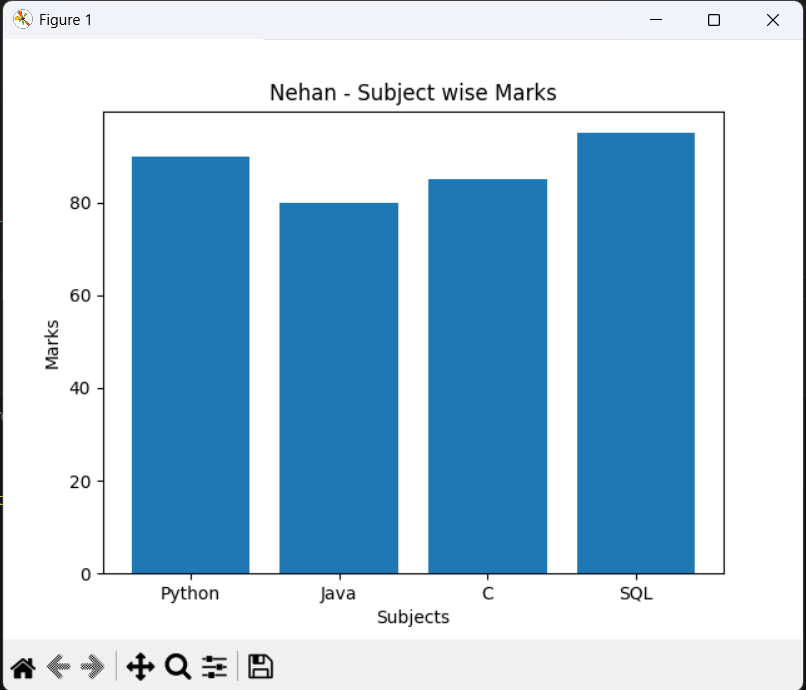 Figure 1
Nehan - Subject wise Marks
80
60
40
20
0
Marks
Python Java C SQL
Subjects